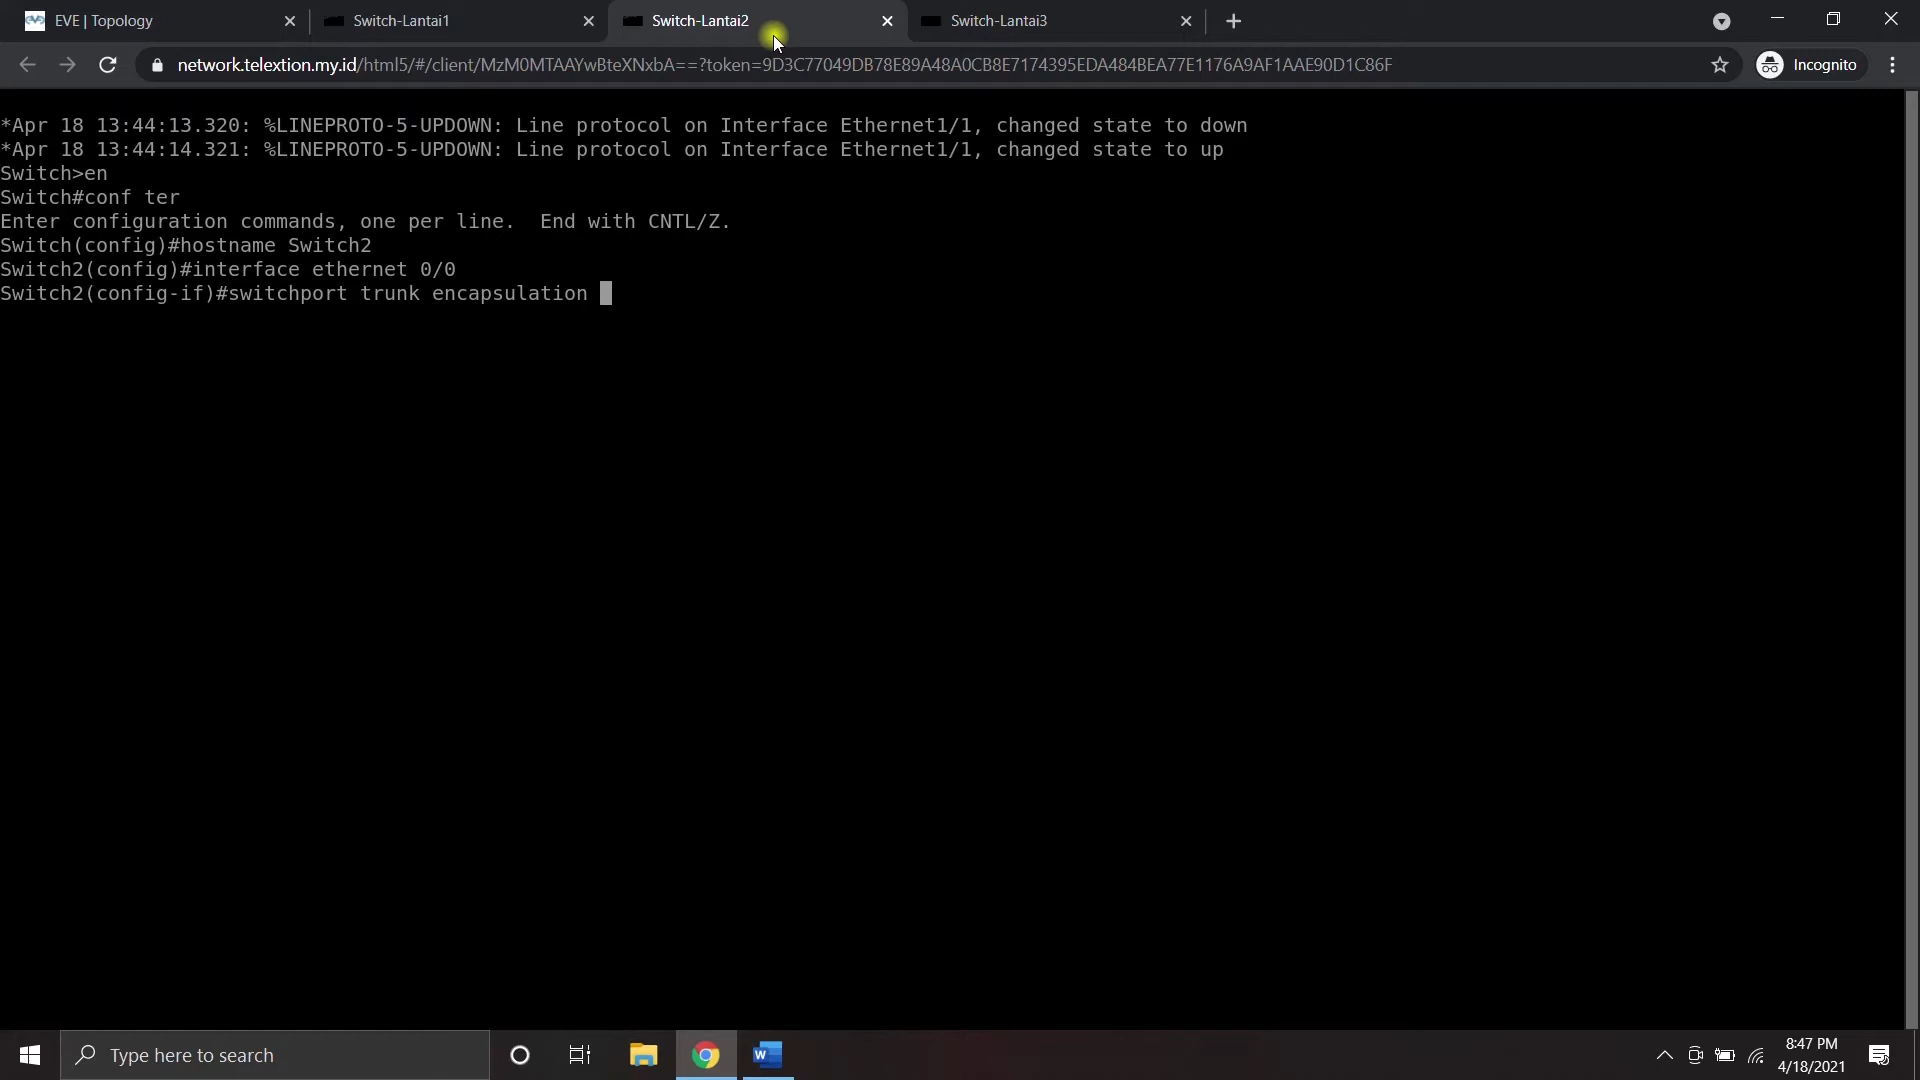 EVE | Topology
Switch-Lantai1
Switch-Lantai2
Switch-Lantai3
network.telextion.my.id/html5/#/client/MzM0MTAAYwBteXNxbA==?token=9D3C77049DB78E89A48A0CB8E7174395EDA484BEA77E1176A9AF1AAE90D1C86F
Incognito
*Apr 18 13:44:13.320: %LINEPROTO-5-UPDOWN: Line protocol on Interface Ethernet1/1, changed state to down
*Apr 18 13:44:14.321: %LINEPROTO-5-UPDOWN: Line protocol on Interface Ethernet1/1, changed state to up
Switch>en
Switch#conf ter
Enter configuration commands, one per line.  End with CNTL/Z.
Switch(config)#hostname Switch2
Switch2(config)#interface ethernet 0/0
Switch2(config-if)#switchport trunk encapsulation
Type here to search
8:47 PM
4/18/2021